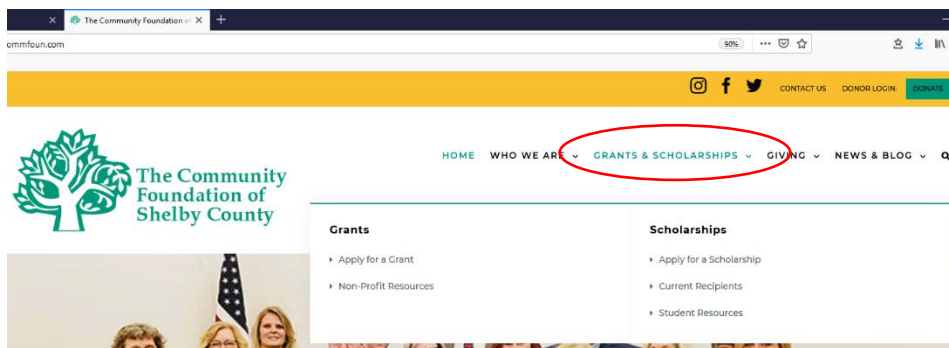 The Community Foundation of
ommfoun.com
90%
CONTACT US DONOR LOGIN DONATE
HOME WHO WE ARE GRANTS & SCHOLARSHIPS GIVING NEWS & BLOG
The Community
Foundation of
Shelby County
Grants
Scholarships
Apply for a Grant
Apply for a Scholarship
Non-Profit Resources
Current Recipients
Student Resources